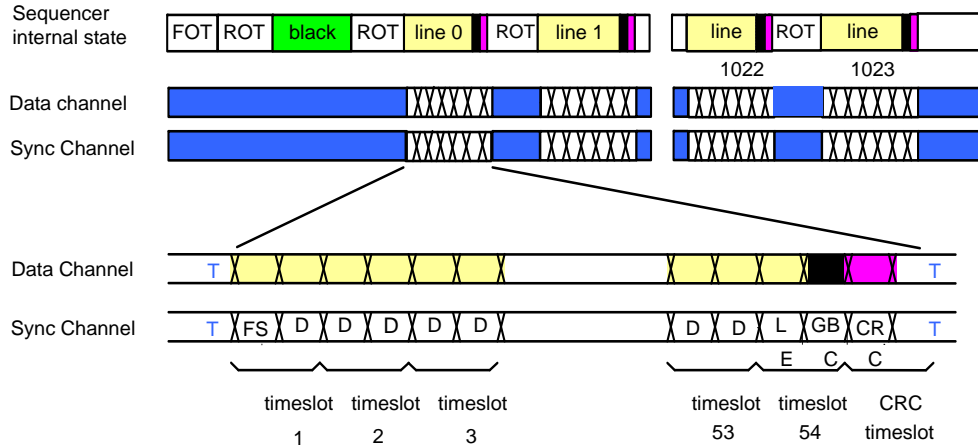 Sequencer
internal state
FOT ROT black ROT line 0 ROT line 1 line ROT line
1022 1023
Data channel
Sync Channel
Data Channel T T
Sync Channel T FS D D D D D D D L GB CR T
E C C
timeslot timeslot timeslot timeslot timeslot CRC
1 2 3 53 54 timeslot